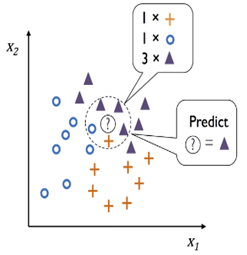 1 ×
1 ×
3 ×
X2
?
Predict
? =
X1